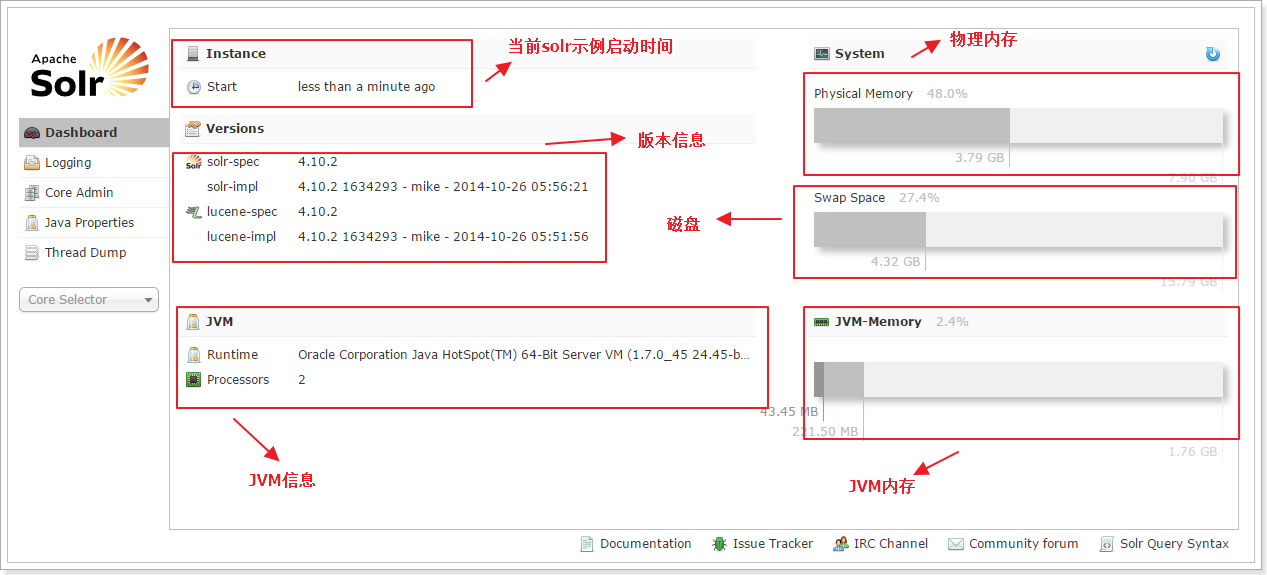 Apache
Solr
Dashboard
Logging
Core Admin
Java Properties
Thread Dump
Core Selector
Instance
Start less than a minute ago
当前solr示例启动时间
Versions
版本信息
Solr
solr-spec 4.10.2
solr-impl 4.10.2 1634293 - mike - 2014-10-26 05:56:21
lucene-spec 4.10.2
lucene-impl 4.10.2 1634293 - mike - 2014-10-26 05:51:56
JVM
Runtime Oracle Corporation Java HotSpot(TM) 64-Bit Server VM (1.7.0_45 24.45-b...
Processors 2
JVM信息
System
物理内存
Physical Memory 48.0%
3.79 GB
7.90 GB
Swap Space 27.4%
磁盘
4.32 GB
15.79 GB
JVM-Memory 2.4%
43.45 MB
221.50 MB
1.76 GB
JVM内存
Documentation Issue Tracker IRC Channel Community forum Solr Query Syntax